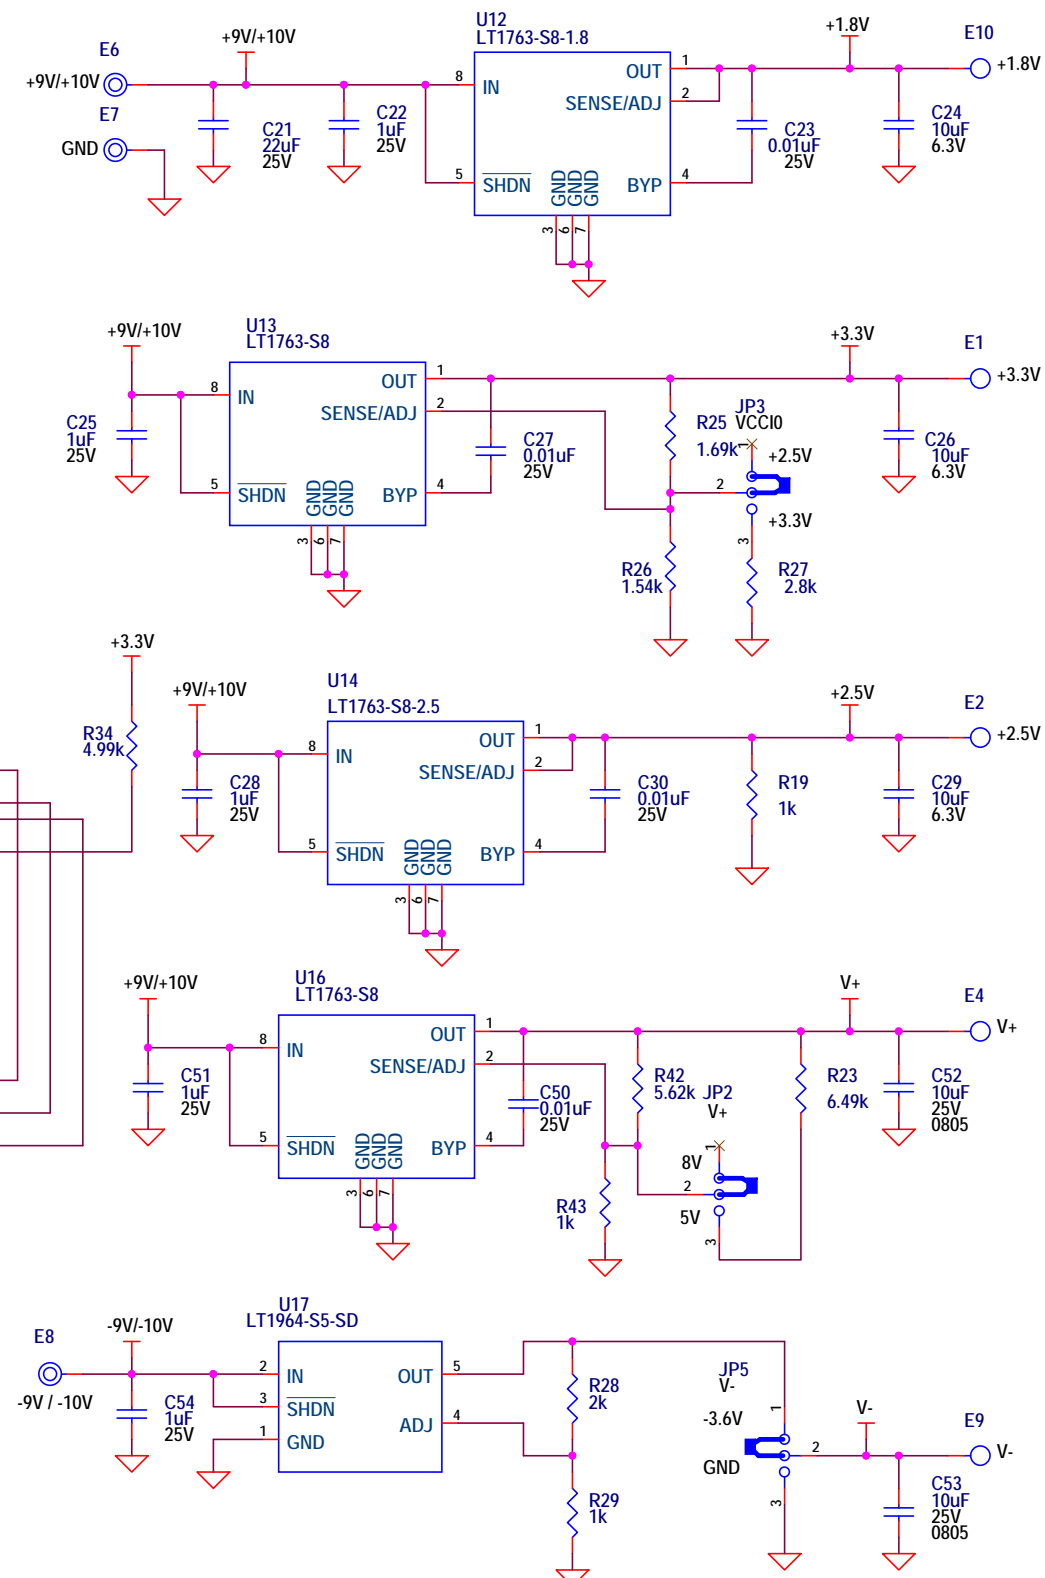 U12
LT1763-S8-1.8
+9V/+10V
+1.8V
E10
E6
+9V/+10V
+1.8V
8
IN
OUT
1
SENSE/ADJ
2
E7
GND
C21
22uF
25V
C22
1uF
25V
C23
0.01uF
25V
C24
10uF
6.3V
5
SHDN
GND
GND
GND
BYP
4
3
6
7
+9V/+10V
U13
LT1763-S8
+3.3V
E1
+3.3V
8
IN
OUT
1
SENSE/ADJ
2
C25
1uF
25V
C27
0.01uF
25V
R25
1.69k
JP3
VCCIO
1
+2.5V
2
+3.3V
3
C26
10uF
6.3V
5
SHDN
GND
GND
GND
BYP
4
3
6
7
R26
1.54k
R27
2.8k
+3.3V
R34
4.99k
+9V/+10V
U14
LT1763-S8-2.5
+2.5V
E2
+2.5V
8
IN
OUT
1
SENSE/ADJ
2
C28
1uF
25V
C30
0.01uF
25V
R19
1k
C29
10uF
6.3V
5
SHDN
GND
GND
GND
BYP
4
3
6
7
+9V/+10V
U16
LT1763-S8
V+
E4
V+
8
IN
OUT
1
SENSE/ADJ
2
C51
1uF
25V
C50
0.01uF
25V
R42
5.62k
JP2
V+
R23
6.49k
C52
10uF
25V
0805
5
SHDN
GND
GND
GND
BYP
4
3
6
7
1
8V
2
5V
3
R43
1k
U17
LT1964-S5-SD
-9V/-10V
E8
-9V / -10V
2
IN
OUT
5
3
SHDN
ADJ
4
1
GND
C54
1uF
25V
R28
2k
R29
1k
JP5
V-
1
-3.6V
GND
2
3
V-
E9
V-
C53
10uF
25V
0805